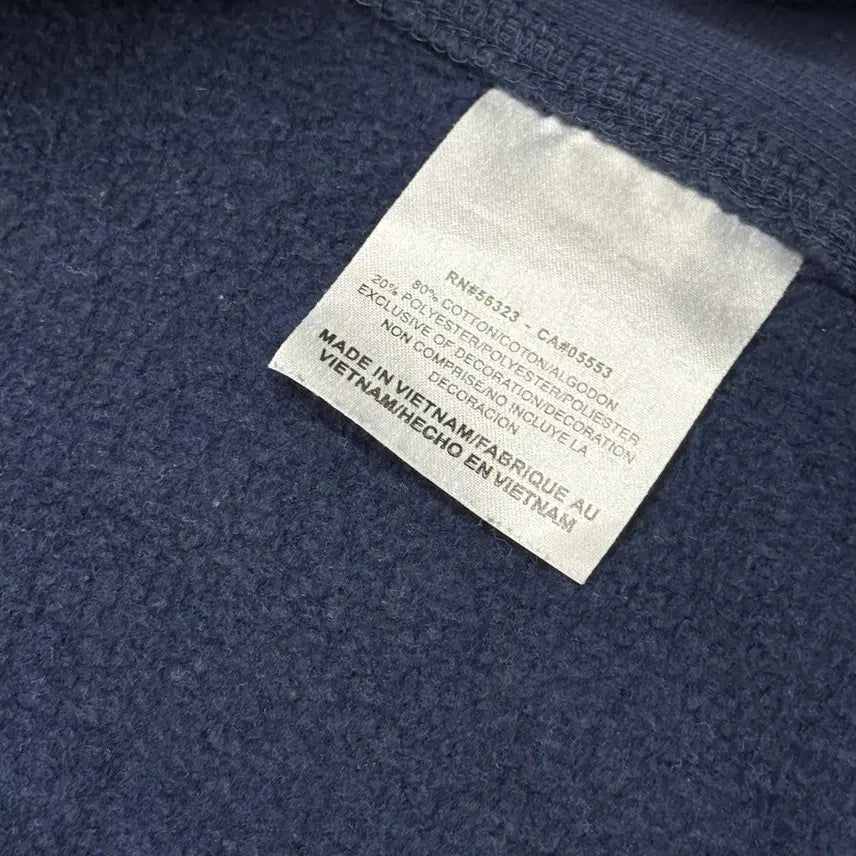 RN#56323 - CA#05553
80% COTTON/COTON/ALGODON
20% POLYESTER/POLYESTER/POLIESTER
EXCLUSIVE OF DECORATION/DECORATION
NON COMPRISE/NO INCLUYE LA
DECORACION
MADE IN VIETNAM/FABRIQUE AU
VIETNAM/HECHO EN VIETNAM